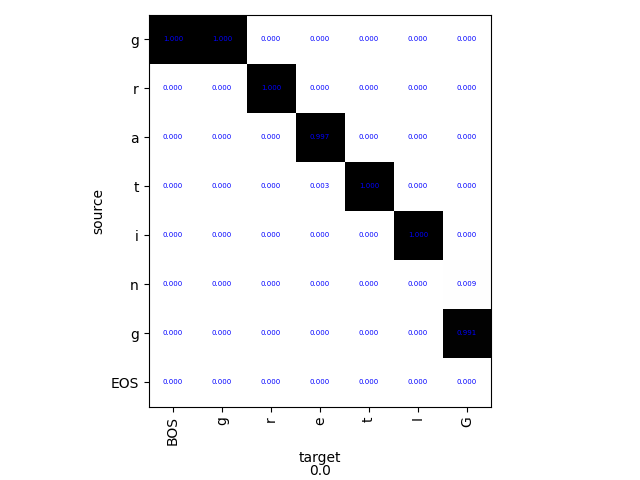 g 1.000 1.000 0.000 0.000 0.000 0.000 0.000
r 0.000 0.000 1.000 0.000 0.000 0.000 0.000
a 0.000 0.000 0.000 0.997 0.000 0.000 0.000
t 0.000 0.000 0.000 0.003 1.000 0.000 0.000
i 0.000 0.000 0.000 0.000 0.000 1.000 0.000
n 0.000 0.000 0.000 0.000 0.000 0.000 0.009
g 0.000 0.000 0.000 0.000 0.000 0.000 0.991
EOS 0.000 0.000 0.000 0.000 0.000 0.000 0.000
source
BOS g r e t I G
target
0.0